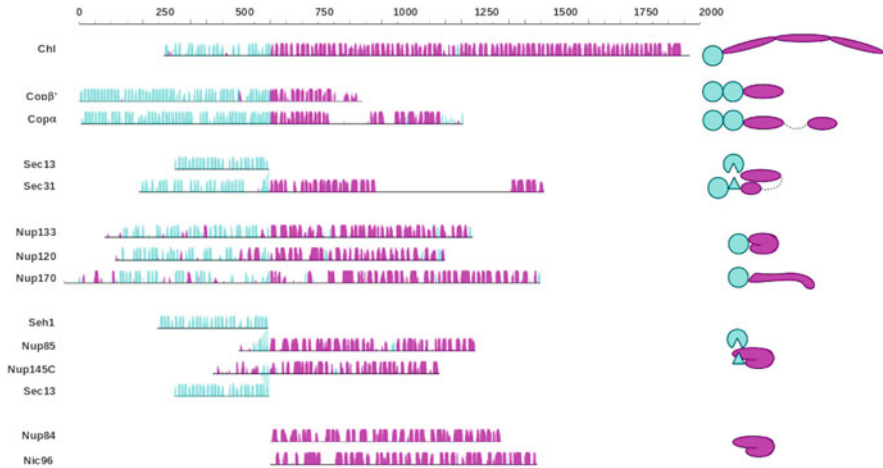 0 250 500 750 1000 1250 1500 1750 2000
Chl
Copβ'
Copα
Sec13
Sec31
Nup133
Nup120
Nup170
Seh1
Nup85
Nup145C
Sec13
Nup84
Nic96